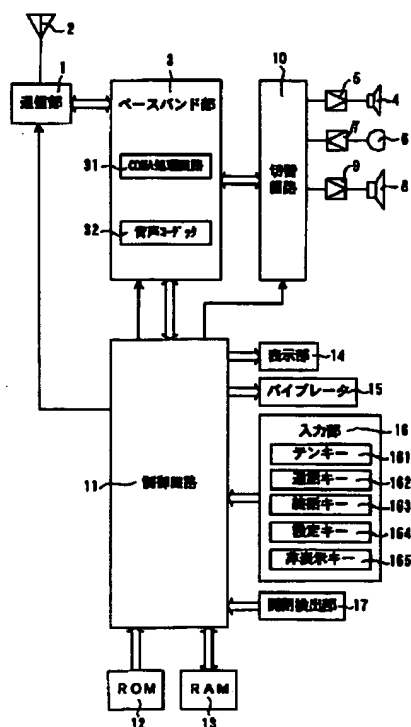 2
1
通信部
3
ベースバンド部
31
CDMA処理回路
32
音声コーデック
10
切替回路
5
4
7
6
9
8
11
制御回路
表示部
14
バイブレータ
15
入力部
16
テンキー
161
通話キー
162
終話キー
163
設定キー
164
非表示キー
165
開閉検出部
17
ROM
12
RAM
13